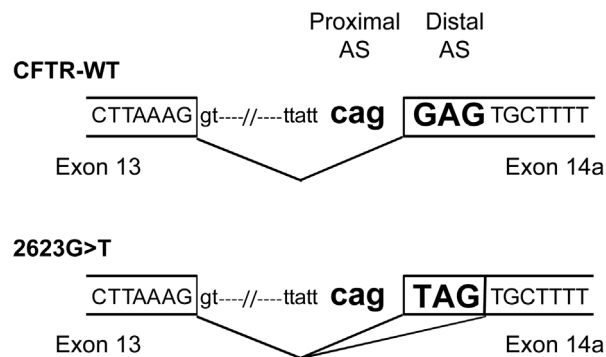 Proximal AS
Distal AS
CFTR-WT
CTTAAAG gt----//----ttatt cag GAG TGCTTTT
Exon 13 Exon 14a
2623G>T
CTTAAAG gt----//----ttatt cag TAG TGCTTTT
Exon 13 Exon 14a